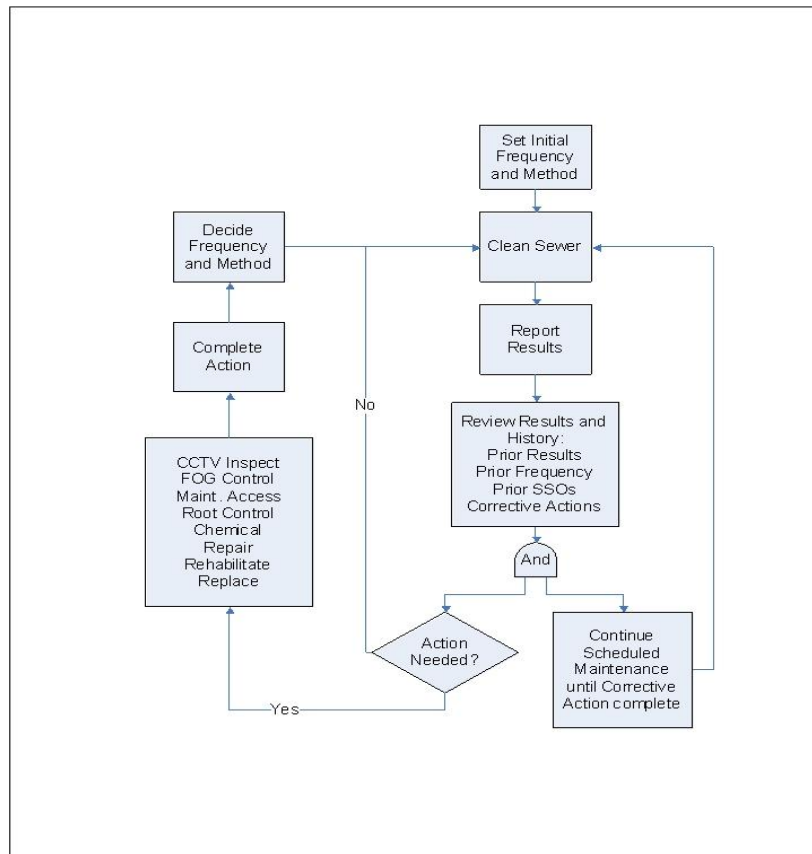 Set Initial
Frequency
and Method
Decide
Frequency
and Method
Clean Sewer
Complete
Action
Report
Results
No
CCTV Inspect
FOG Control
Maint. Access
Root Control
Chemical
Repair
Rehabilitate
Replace
Review Results and
History:
Prior Results
Prior Frequency
Prior SSOs
Corrective Actions
And
Action
Needed?
Continue
Scheduled
Maintenance
until Corrective
Action complete
Yes